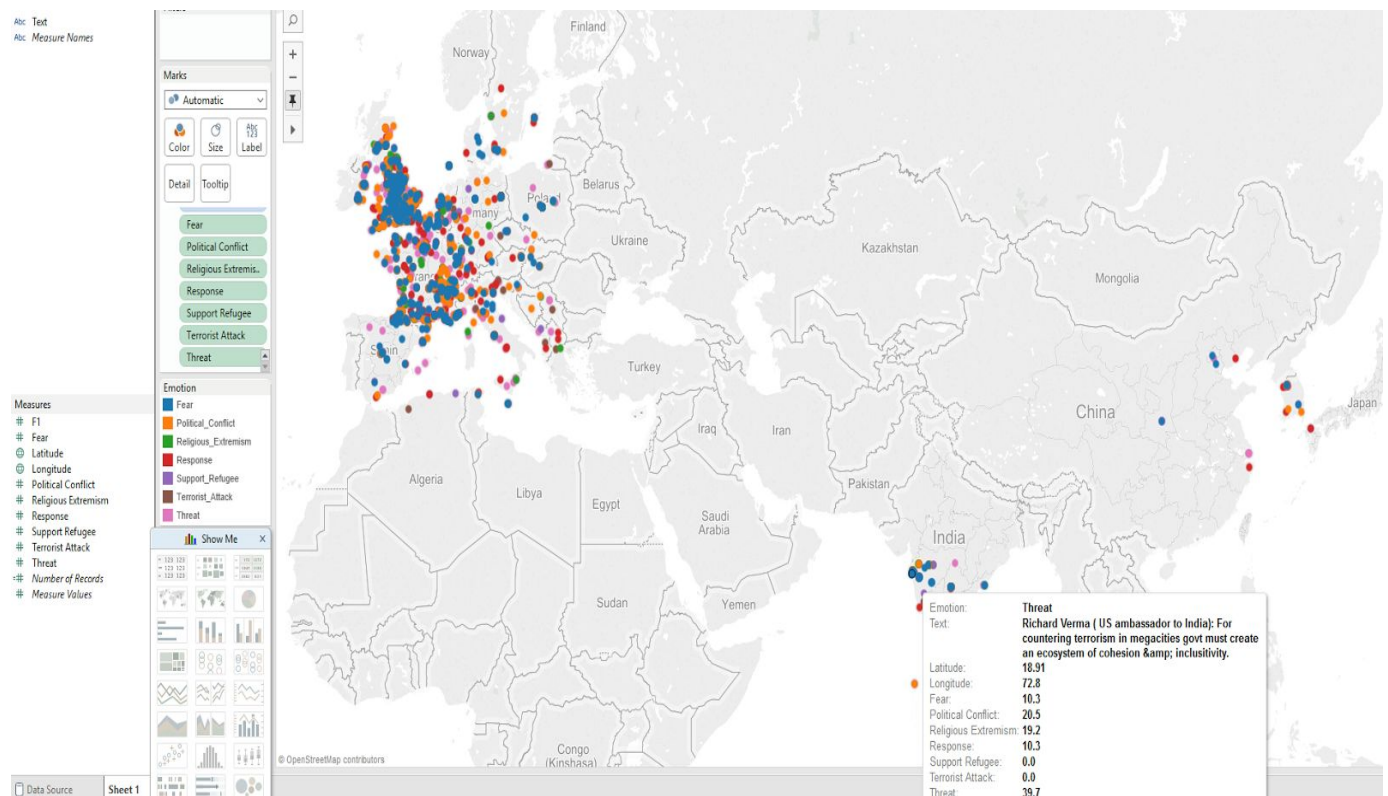 Abc Text
Abc Measure Names
Marks
Automatic
Color
Size
Abc
123
Label
Detail
Tooltip
Fear
Political Conflict
Religious Extremis..
Response
Support Refugee
Terrorist Attack
Threat
Measures
# F1
# Fear
Latitude
Longitude
# Political Conflict
# Religious Extremism
# Response
# Support Refugee
# Terrorist Attack
# Threat
# Number of Records
# Measure Values
Emotion
Fear
Political_Conflict
Religious_Extremism
Response
Support_Refugee
Terrorist_Attack
Threat
Show Me
Data Source
Sheet 1
Finland
Norway
Belarus
Ukraine
Kazakhstan
Mongolia
Turkey
China
Japan
Iraq
Iran
Algeria
Libya
Egypt
Pakistan
Saudi
Arabia
India
Sudan
Yemen
Congo
(Kinshasa)
© OpenStreetMap contributors
Emotion: Threat
Text: Richard Verma ( US ambassador to India): For
countering terrorism in megacities govt must create
an ecosystem of cohesion &amp; inclusitivity.
Latitude: 18.91
Longitude: 72.8
Fear: 10.3
Political Conflict: 20.5
Religious Extremism: 19.2
Response: 10.3
Support Refugee: 0.0
Terrorist Attack: 0.0
Threat: 39.7